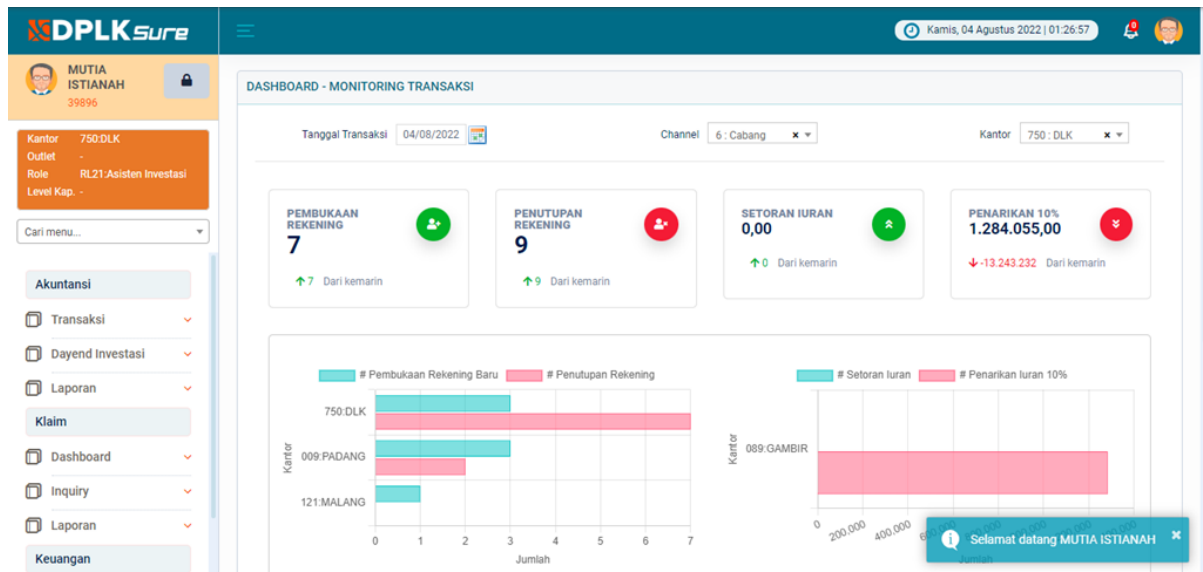 DPLKSure
Kamis, 04 Agustus 2022 | 01:26:57
MUTIA
ISTIANAH
39896
Kantor 750:DLK
Outlet -
Role RL21:Asisten Investasi
Level Kap. -
Cari menu...
Akuntansi
Transaksi
Dayend Investasi
Laporan
Klaim
Dashboard
Inquiry
Laporan
Keuangan
DASHBOARD - MONITORING TRANSAKSI
Tanggal Transaksi 04/08/2022
Channel 6 : Cabang x
Kantor 750 : DLK x
PEMBUKAAN
REKENING
7
7 Dari kemarin
PENUTUPAN
REKENING
9
9 Dari kemarin
SETORAN IURAN
0,00
0 Dari kemarin
PENARIKAN 10%
1.284.055,00
-13.243.232 Dari kemarin
# Pembukaan Rekening Baru # Penutupan Rekening
Kantor
750:DLK
009:PADANG
121:MALANG
0 1 2 3 4 5 6 7
Jumlah
# Setoran Iuran # Penarikan Iuran 10%
Kantor
089:GAMBIR
0 200.000 400.000
Jumlah
Selamat datang MUTIA ISTIANAH